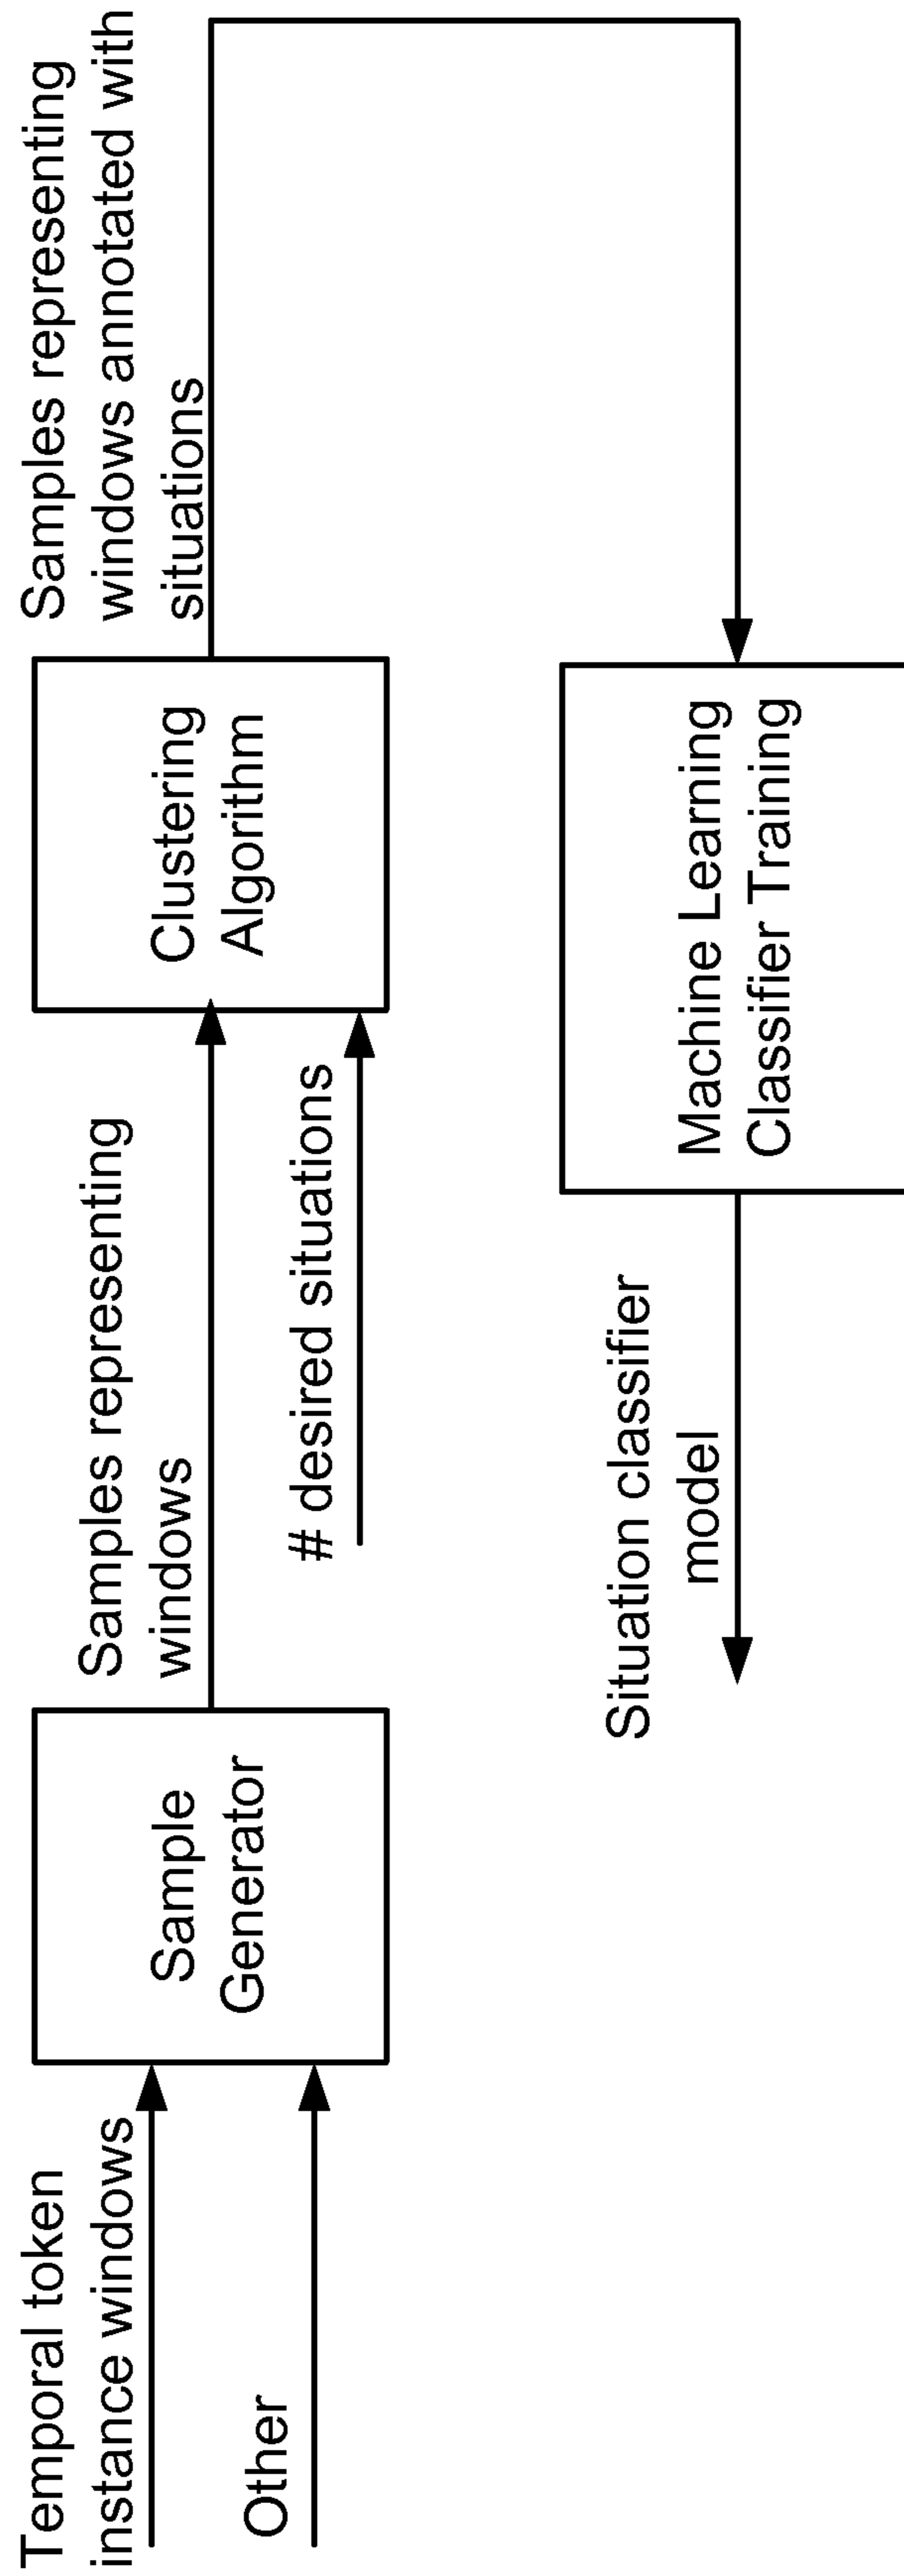 Temporal token
instance windows
Other
Sample
Generator
Samples representing
windows
# desired situations
Clustering
Algorithm
Samples representing
windows annotated with
situations
Machine Learning
Classifier Training
Situation classifier
model